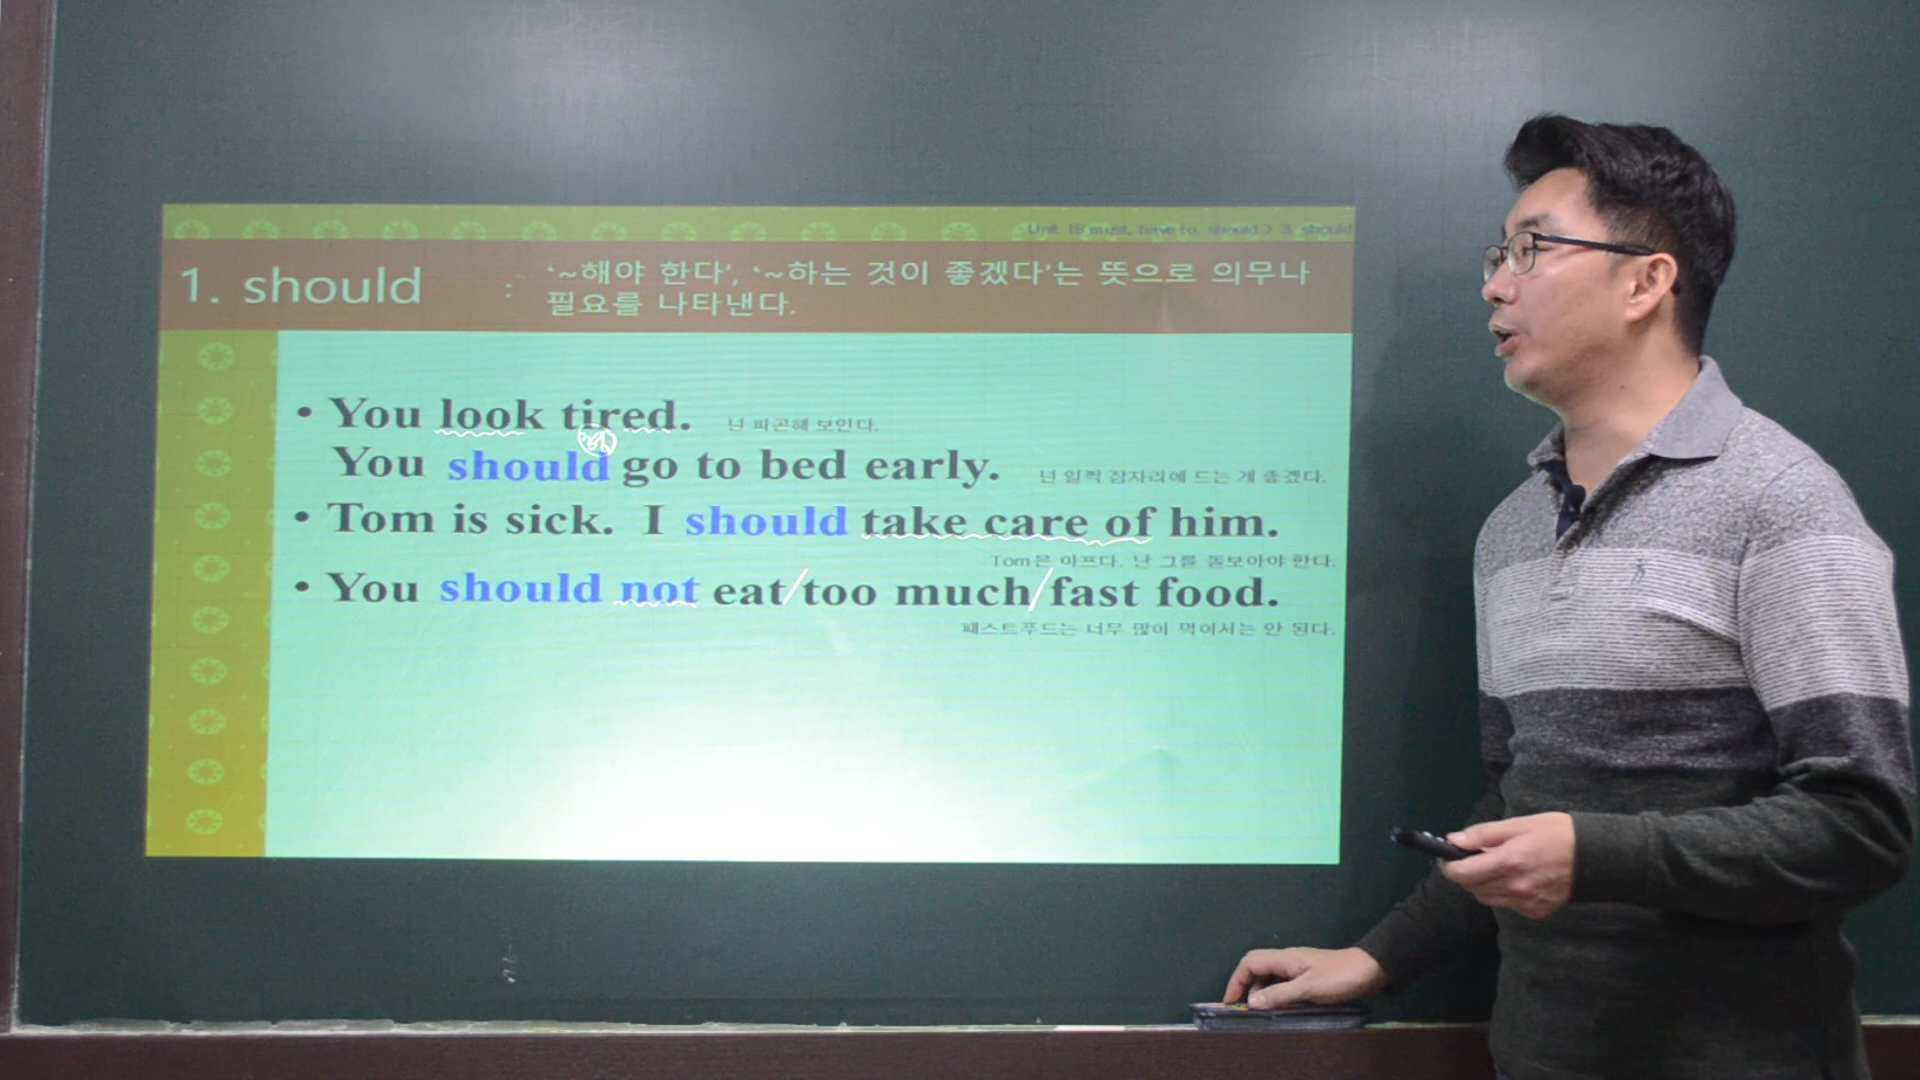 Unit 18 must, have to, should > 3. should
1. should : ‘~해야 한다’, ‘~하는 것이 좋겠다’는 뜻으로 의무나
필요를 나타낸다.
• You look tired. 넌 피곤해 보인다.
You should go to bed early. 넌 일찍 잠자리에 드는 게 좋겠다.
• Tom is sick. I should take care of him.
Tom은 아프다. 난 그를 돌보아야 한다.
• You should not eat/too much/fast food.
패스트푸드는 너무 많이 먹어서는 안 된다.